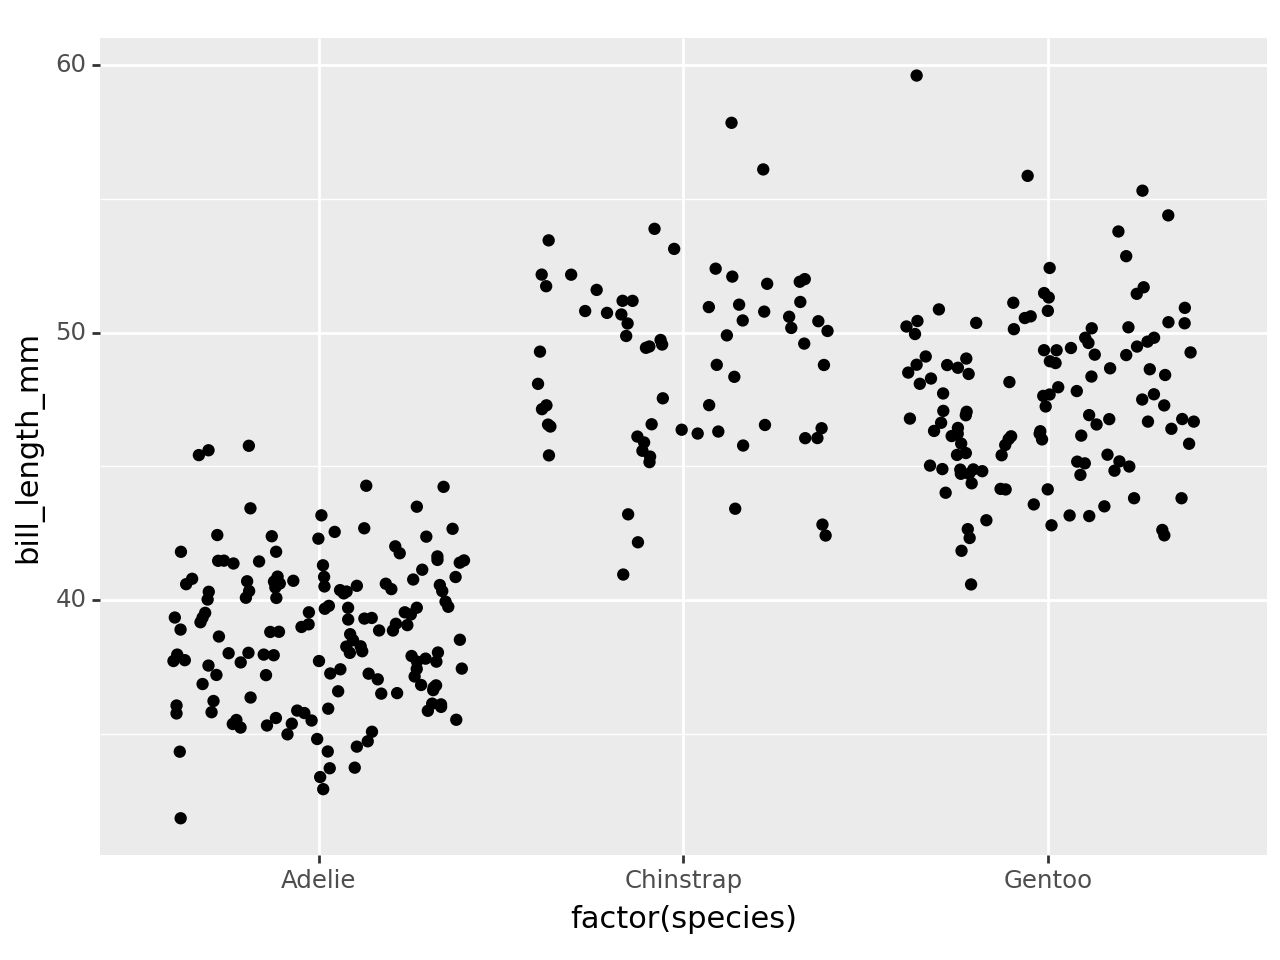 60
50
40
bill_length_mm
Adelie
Chinstrap
Gentoo
factor(species)